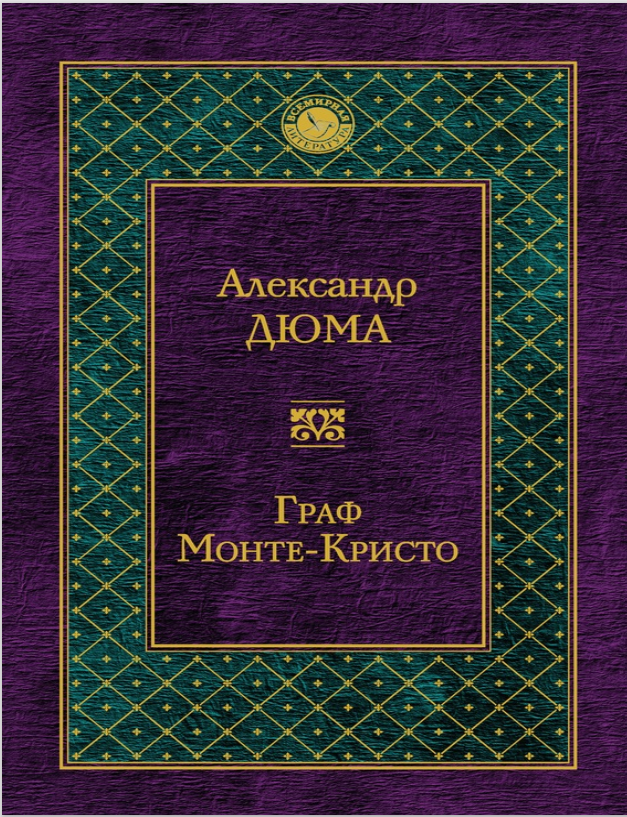 ВСЕМИРНАЯ
ЛИТЕРАТУРА
Александр
ДЮМА
Граф
Монте-Кристо